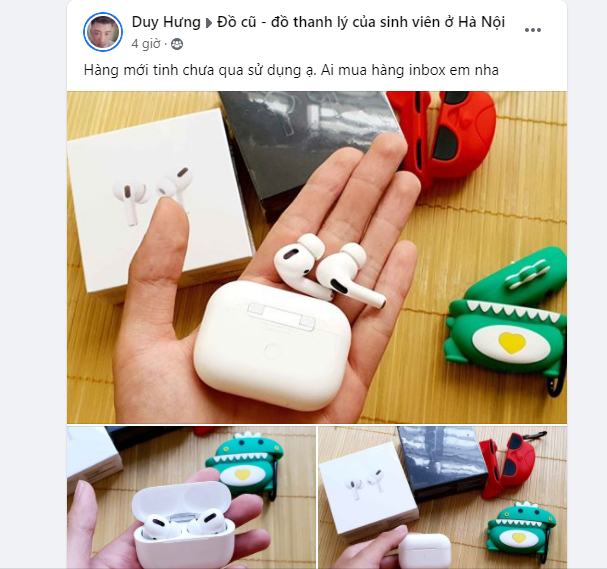 Duy Hưng ▸ Đồ cũ - đồ thanh lý của sinh viên ở Hà Nội
4 giờ ·
Hàng mới tinh chưa qua sử dụng ạ. Ai mua hàng inbox em nha